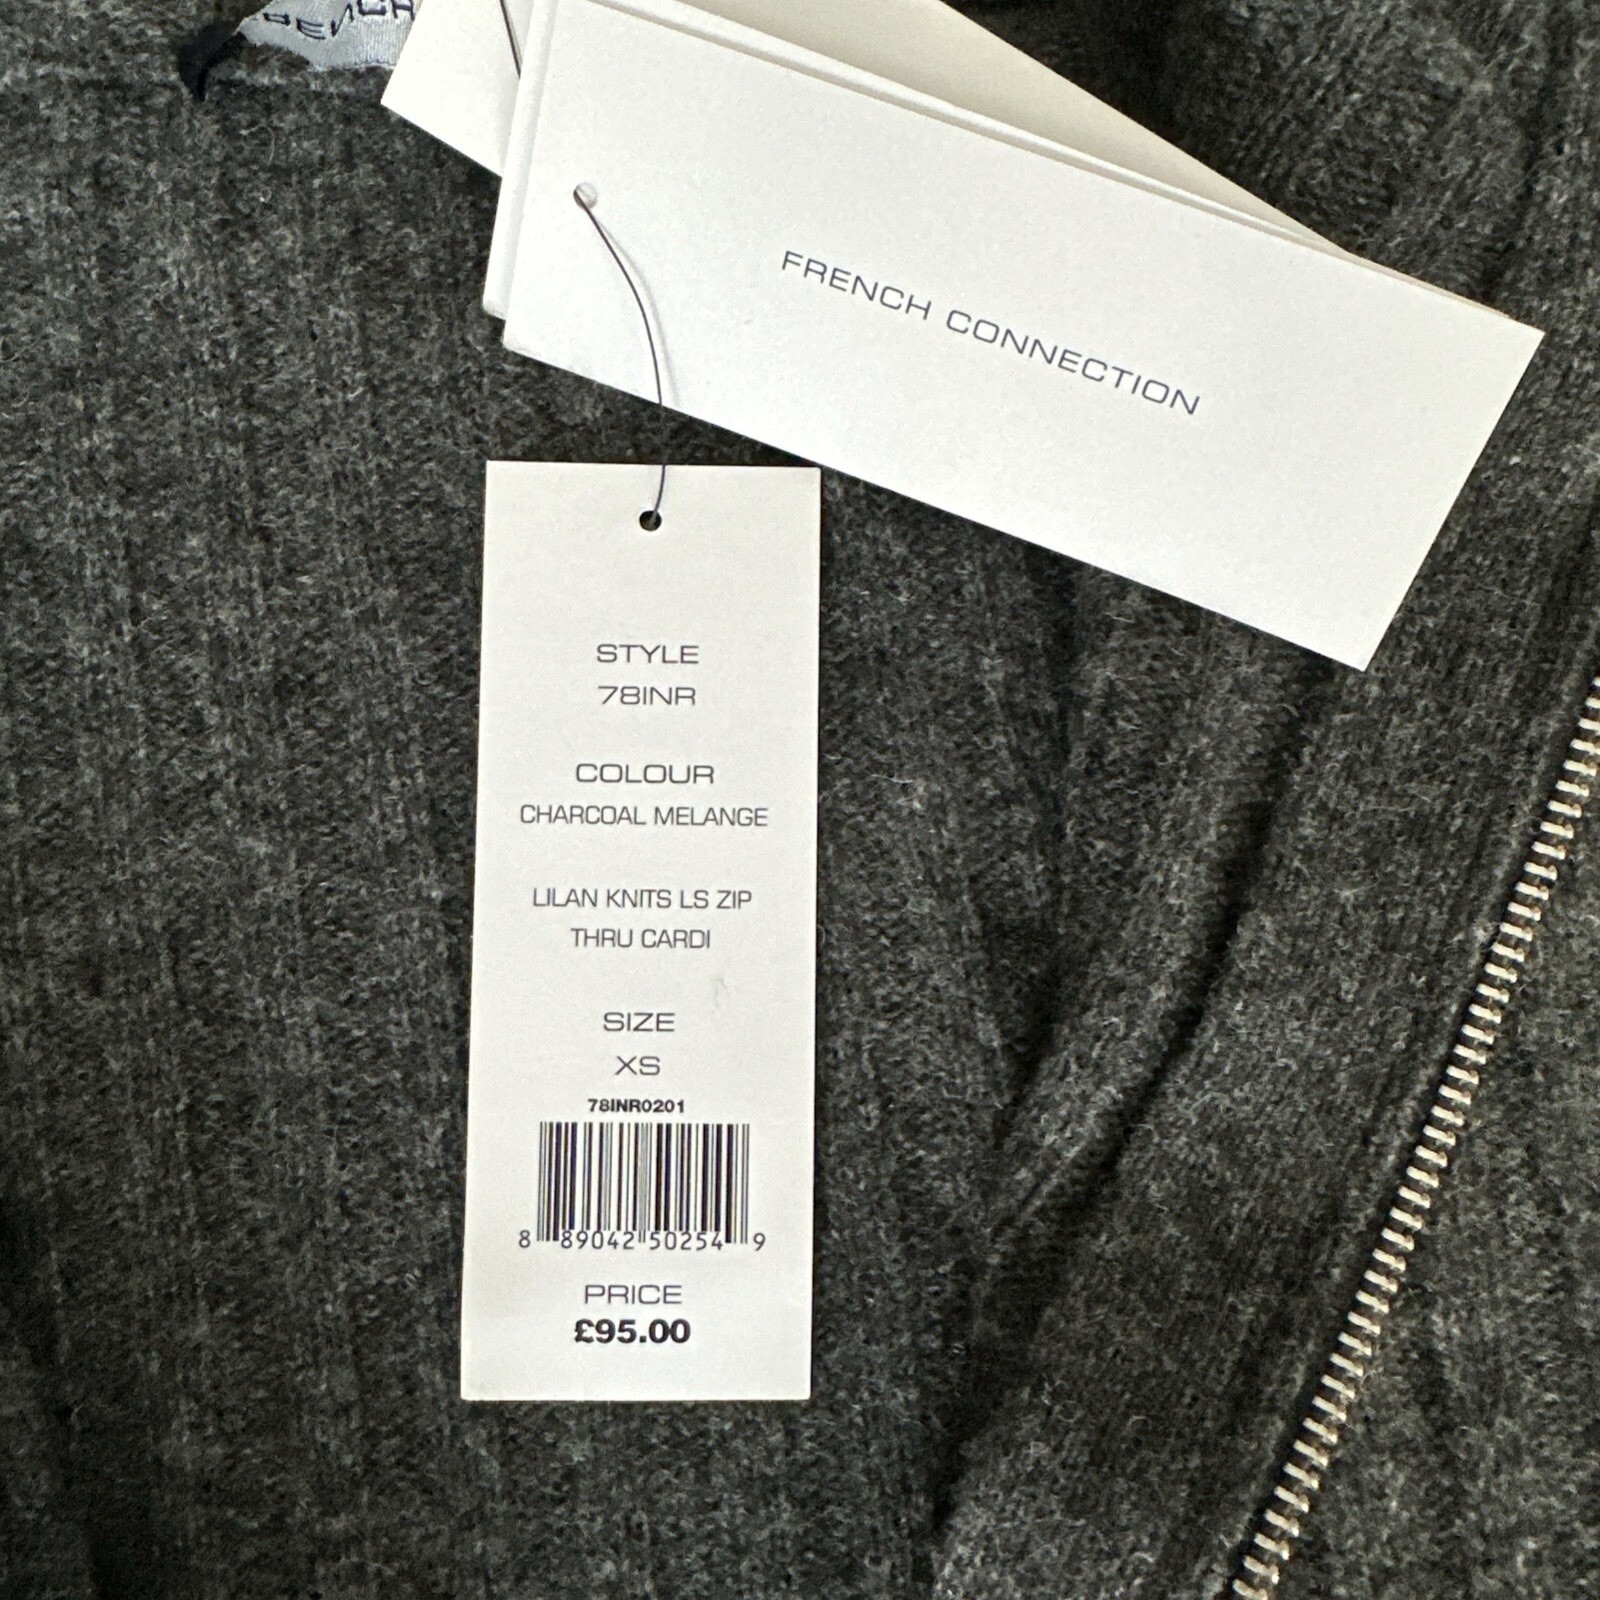 FRENCH CONNECTION
STYLE
78INR
COLOUR
CHARCOAL MELANGE
LILAN KNITS LS ZIP
THRU CARDI
SIZE
XS
78INR0201
8 89042 50254 9
PRICE
£95.00